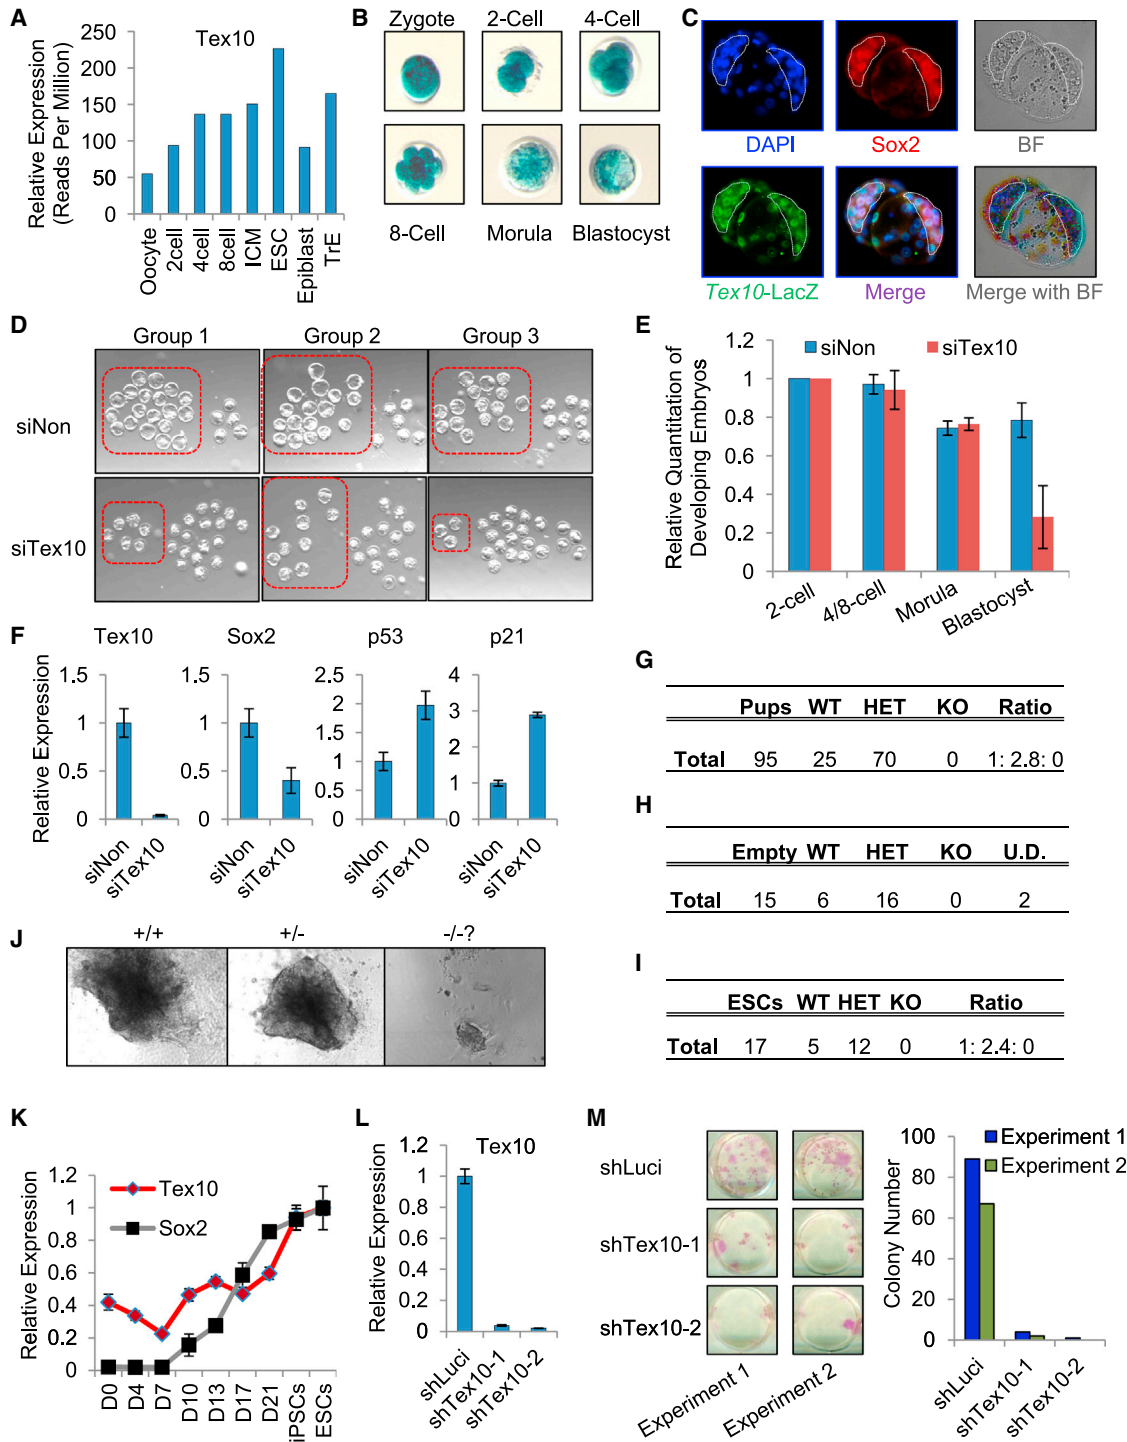 A
Tex10
Relative Expression
(Reads Per Million)
250
200
150
100
50
0
Oocyte
2cell
4cell
8cell
ICM
ESC
Epiblast
TrE
B
Zygote
2-Cell
4-Cell
8-Cell
Morula
Blastocyst
C
DAPI
Sox2
BF
Tex10-LacZ
Merge
Merge with BF
D
Group 1
Group 2
Group 3
siNon
siTex10
E
Relative Quantitation of
Developing Embryos
siNon
siTex10
1.2
1
0.8
0.6
0.4
0.2
0
2-cell
4/8-cell
Morula
Blastocyst
F
Relative Expression
Tex10
1.5
1
0.5
0
siNon
siTex10
Sox2
1.5
1
0.5
0
siNon
siTex10
p53
2.5
2
1.5
1
0.5
0
siNon
siTex10
p21
4
3
2
1
0
siNon
siTex10
G
Pups WT HET KO Ratio
Total 95 25 70 0 1: 2.8: 0
H
Empty WT HET KO U.D.
Total 15 6 16 0 2
I
ESCs WT HET KO Ratio
Total 17 5 12 0 1: 2.4: 0
J
+/+
+/-
-/-?
K
Relative Expression
1.2
1
0.8
0.6
0.4
0.2
0
Tex10
Sox2
D0
D4
D7
D10
D13
D17
D21
iPSCs
ESCs
L
Relative Expression
Tex10
1.2
1
0.8
0.6
0.4
0.2
0
shLuci
shTex10-1
shTex10-2
M
shLuci
shTex10-1
shTex10-2
Experiment 1
Experiment 2
Colony Number
100
80
60
40
20
0
Experiment 1
Experiment 2
shLuci
shTex10-1
shTex10-2